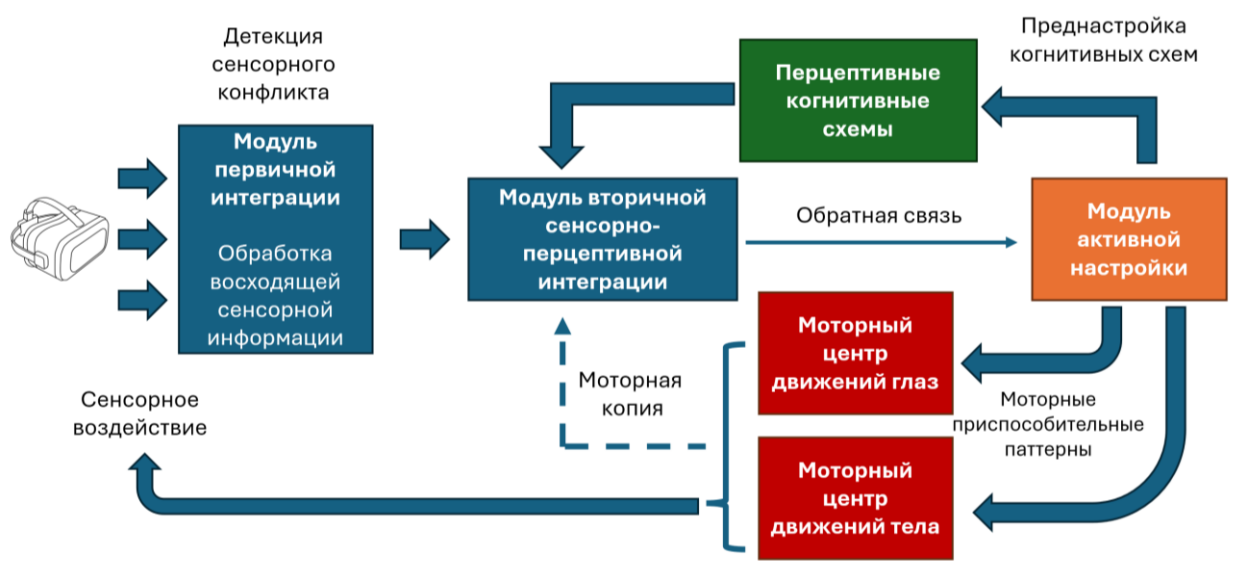 Детекция
сенсорного
конфликта
Модуль
первичной
интеграции
Обработка
восходящей
сенсорной
информации
Преднастройка
когнитивных схем
Перцептивные
когнитивные
схемы
Модуль вторичной
сенсорно-
перцептивной
интеграции
Обратная связь
Модуль
активной
настройки
Моторный
центр
движений глаз
Моторная
копия
Моторные
приспособительные
паттерны
Сенсорное
воздействие
Моторный
центр
движений тела